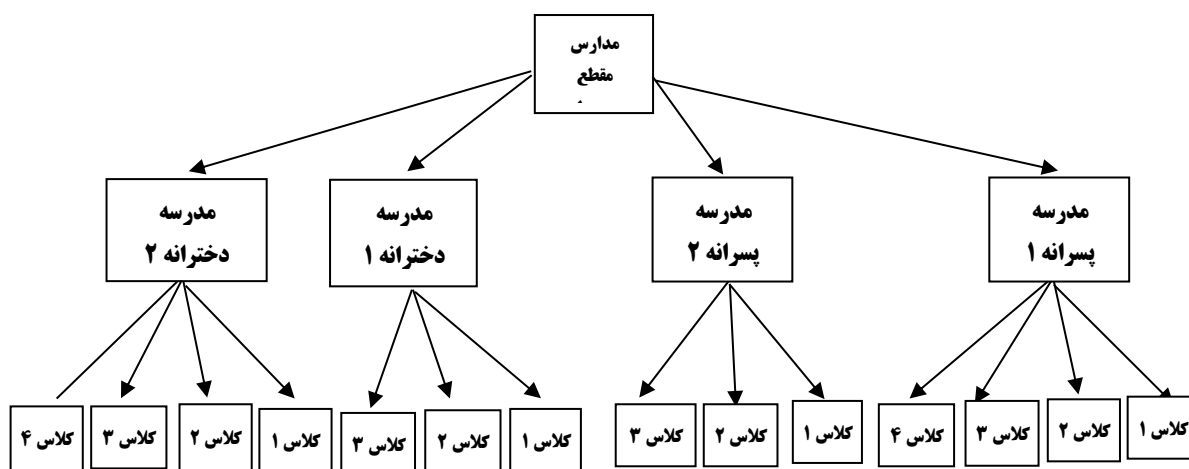 مدارس
مقطع
مدرسه
پسرانه ۱
مدرسه
پسرانه ۲
مدرسه
دخترانه ۱
مدرسه
دخترانه ۲
کلاس ۱
کلاس ۲
کلاس ۳
کلاس ۴
کلاس ۱
کلاس ۲
کلاس ۳
کلاس ۱
کلاس ۲
کلاس ۳
کلاس ۱
کلاس ۲
کلاس ۳
کلاس ۴